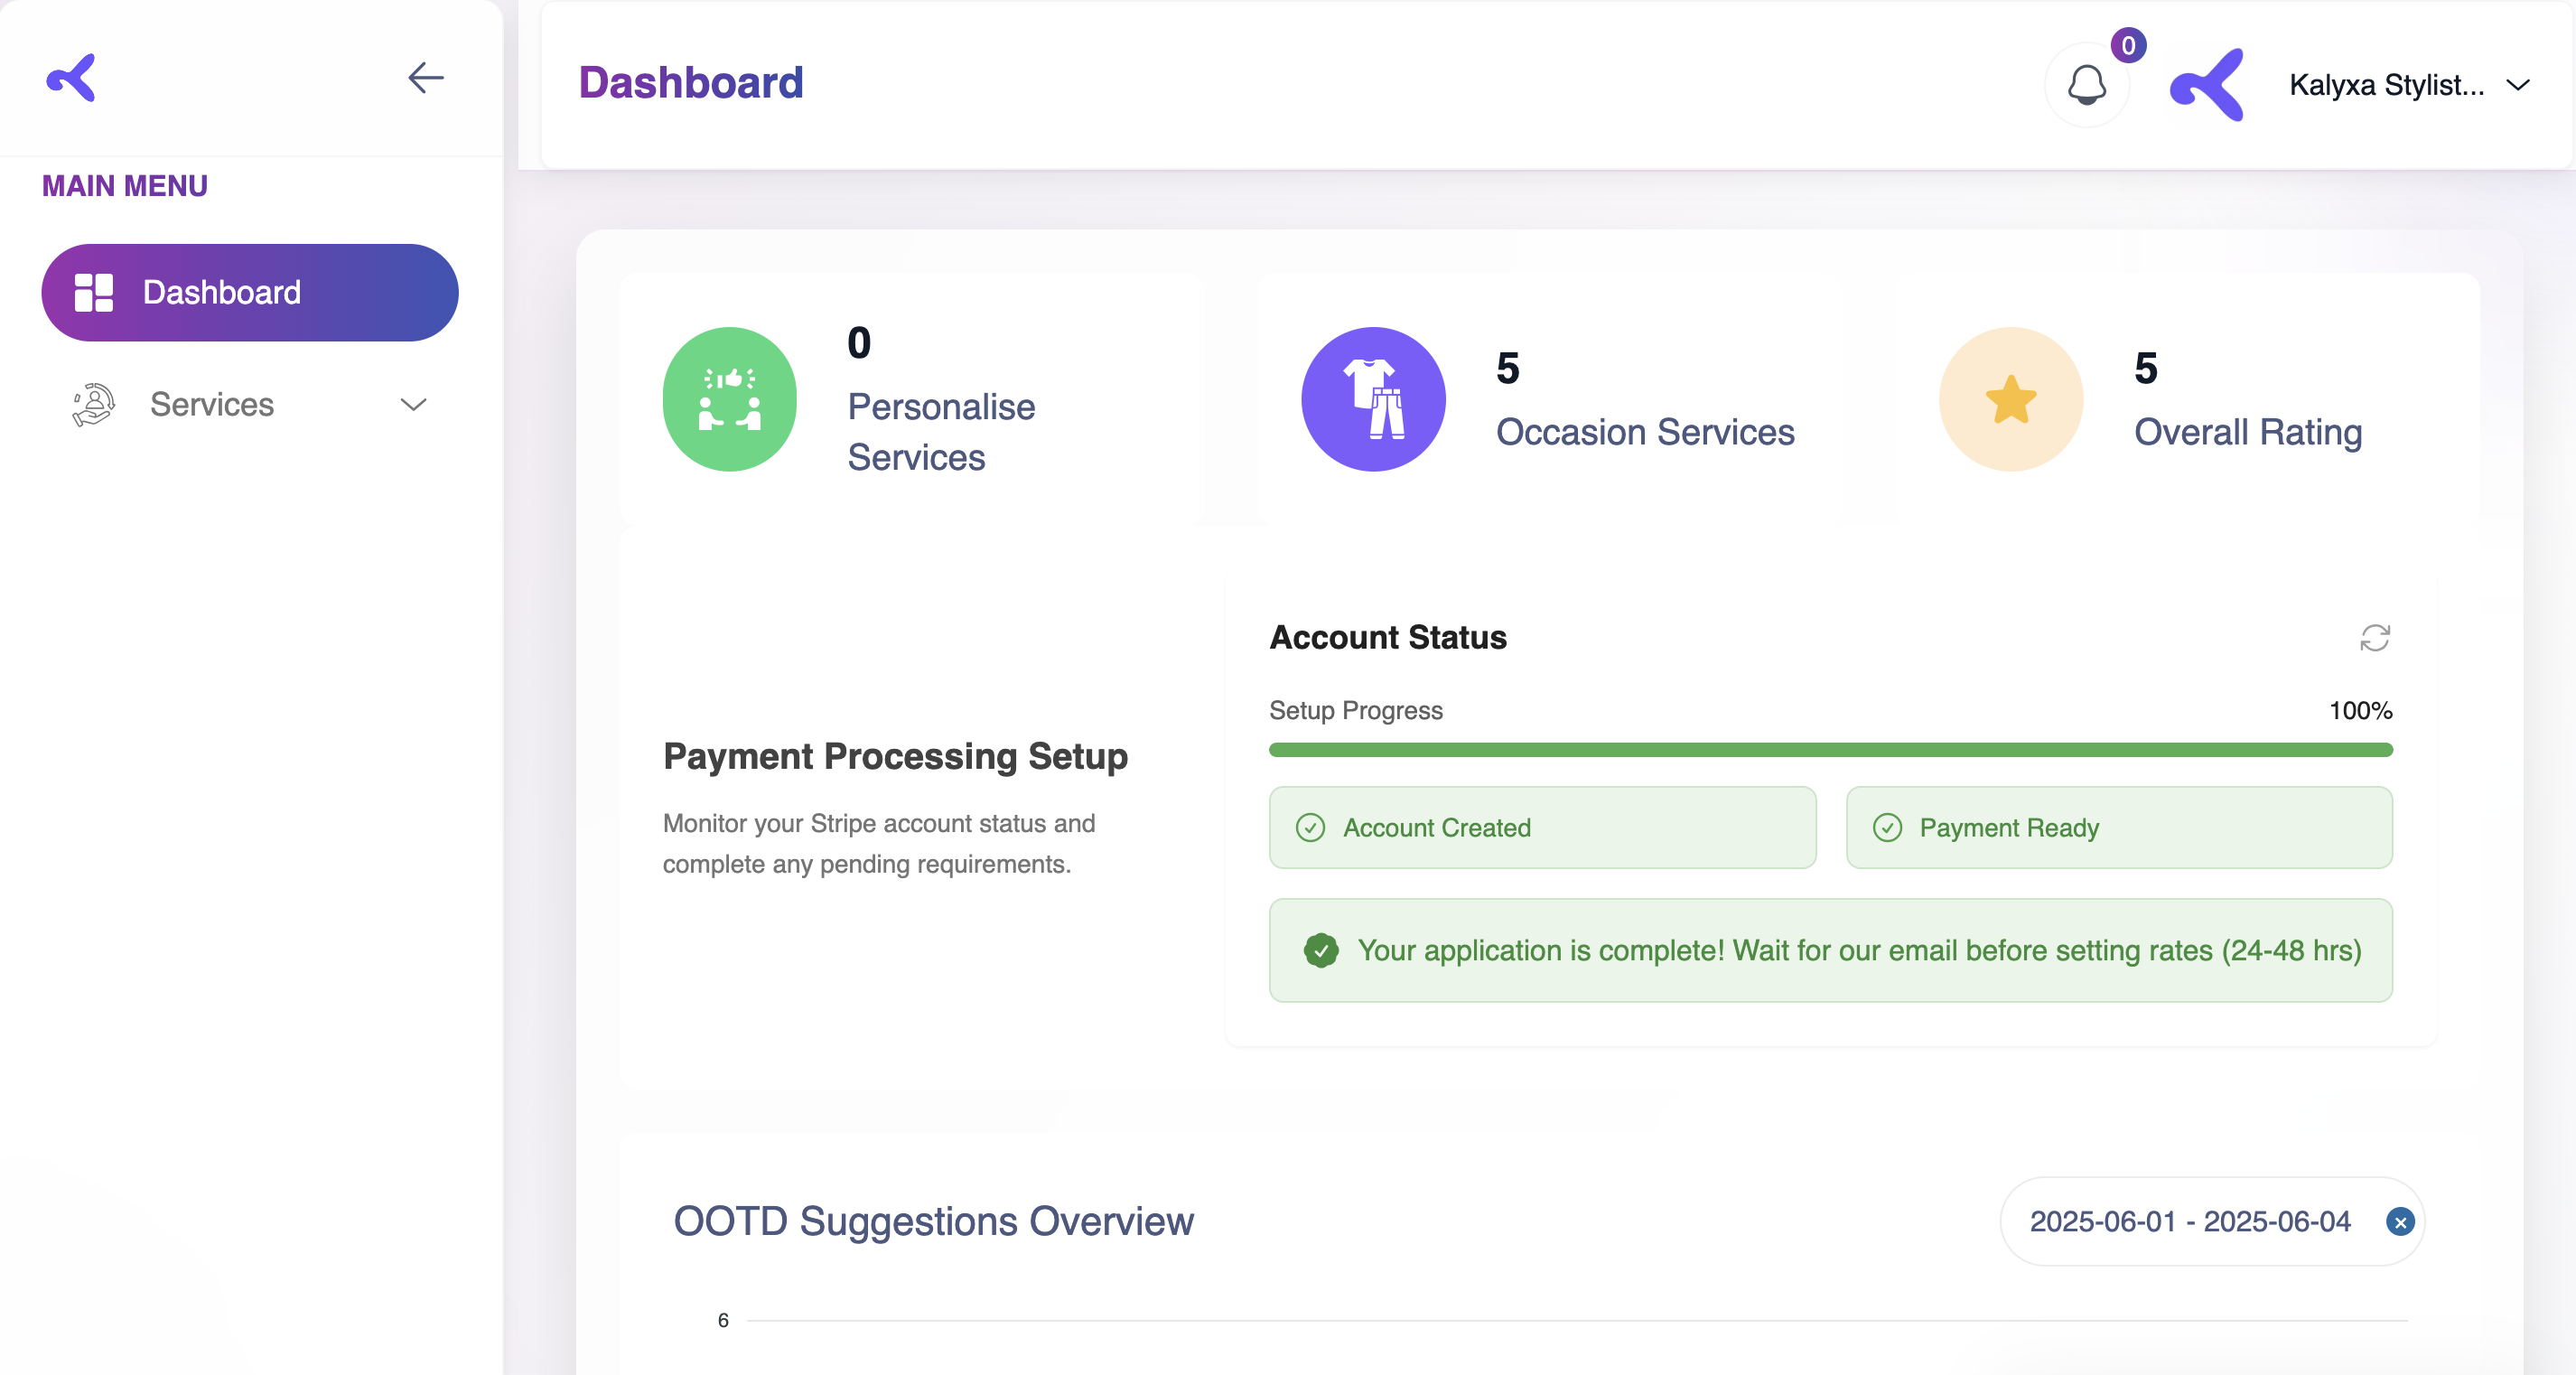 Dashboard
0
Kalyxa Stylist...
MAIN MENU
Dashboard
Services
0
Personalise
Services
5
Occasion Services
5
Overall Rating
Payment Processing Setup
Monitor your Stripe account status and
complete any pending requirements.
Account Status
Setup Progress
100%
Account Created
Payment Ready
Your application is complete! Wait for our email before setting rates (24-48 hrs)
OOTD Suggestions Overview
2025-06-01 - 2025-06-04
6